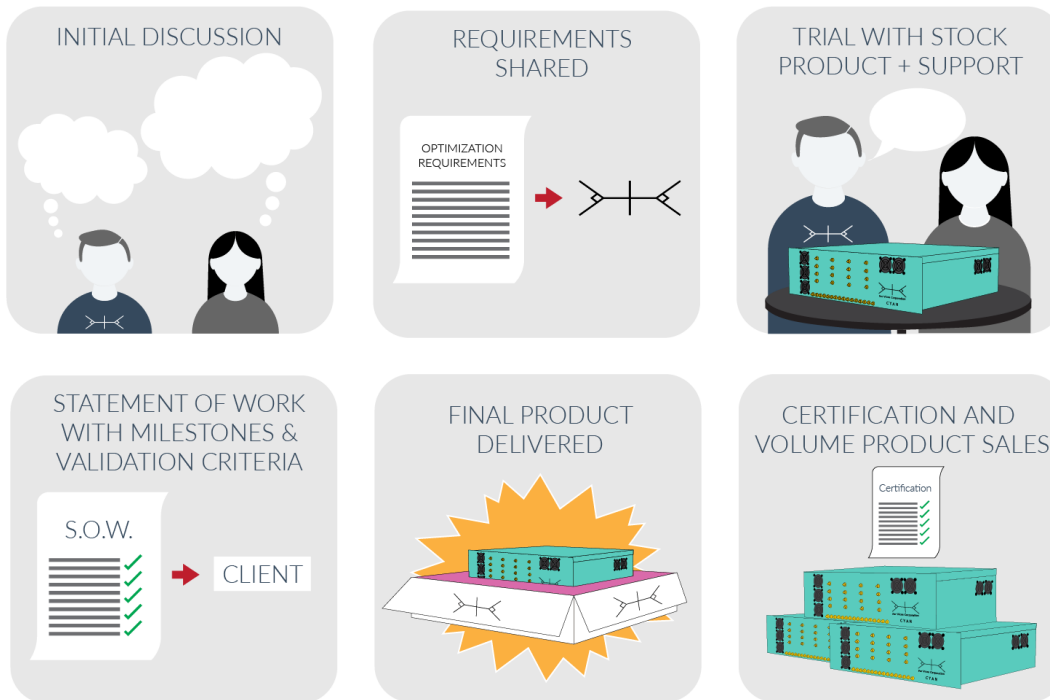 INITIAL DISCUSSION
REQUIREMENTS
SHARED
OPTIMIZATION
REQUIREMENTS
TRIAL WITH STOCK
PRODUCT + SUPPORT
CYAN
STATEMENT OF WORK
WITH MILESTONES &
VALIDATION CRITERIA
S.O.W.
CLIENT
FINAL PRODUCT
DELIVERED
CERTIFICATION AND
VOLUME PRODUCT SALES
Certification
CYAN
CYAN